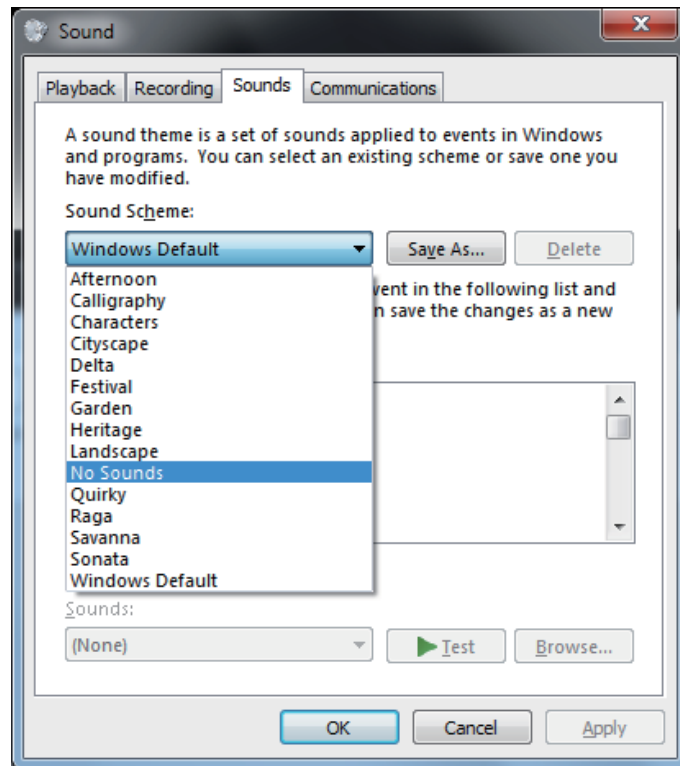 Sound
Playback Recording Sounds Communications
A sound theme is a set of sounds applied to events in Windows
and programs. You can select an existing scheme or save one you
have modified.
Sound Scheme:
Windows Default Save As... Delete
Afternoon
vent in the following list and
Calligraphy
n save the changes as a new
Characters
Cityscape
Delta
Festival
Garden
Heritage
Landscape
No Sounds
Quirky
Raga
Savanna
Sonata
Windows Default
Sounds:
(None) Test Browse...
OK Cancel Apply